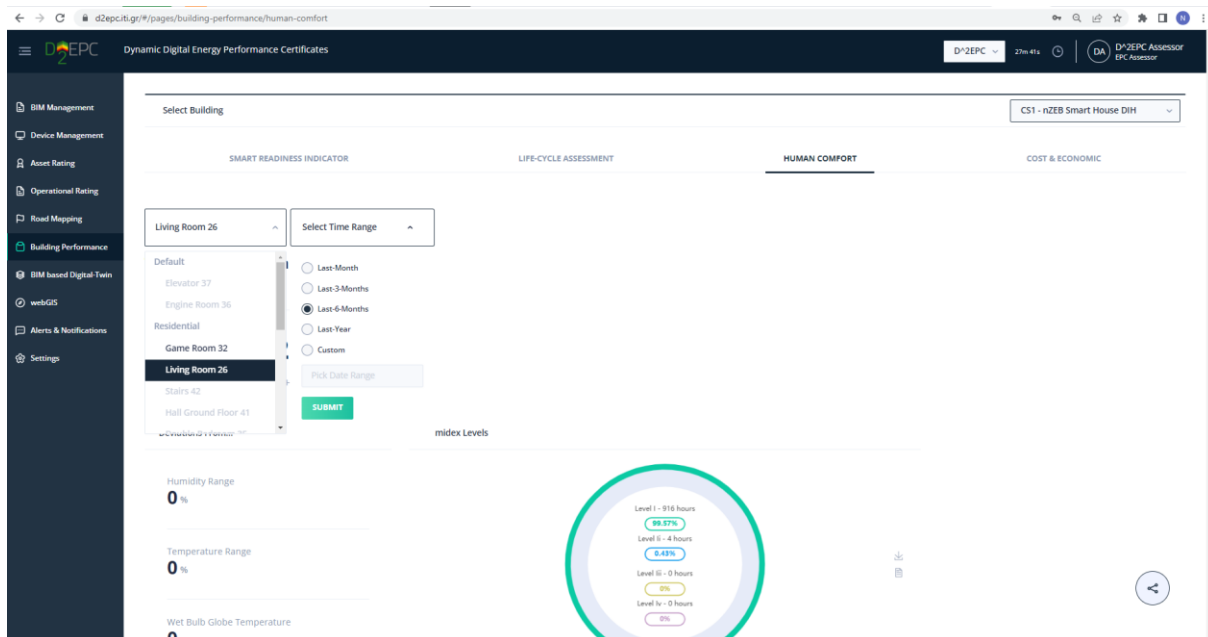 d2epc.iti.gr/#/pages/building-performance/human-comfort
N
D^2EPC
Dynamic Digital Energy Performance Certificates
D^2EPC
27m 41s
DA
D^2EPC Assessor
EPC Assessor
BIM Management
Device Management
Asset Rating
Operational Rating
Road Mapping
Building Performance
BIM based Digital-Twin
webGIS
Alerts & Notifications
Settings
Select Building
CS1 - nZEB Smart House DIH
SMART READINESS INDICATOR
LIFE-CYCLE ASSESSMENT
HUMAN COMFORT
COST & ECONOMIC
Living Room 26
Select Time Range
Default
Elevator 37
Engine Room 36
Residential
Game Room 32
Living Room 26
Stairs 42
Hall Ground Floor 41
Last-Month
Last-3-Months
Last-6-Months
Last-Year
Custom
Pick Date Range
SUBMIT
midex Levels
Humidity Range
0 %
Temperature Range
0 %
Wet Bulb Globe Temperature
Level I - 916 hours
99.57%
Level Ii - 4 hours
0.43%
Level Iii - 0 hours
0%
Level Iv - 0 hours
0%